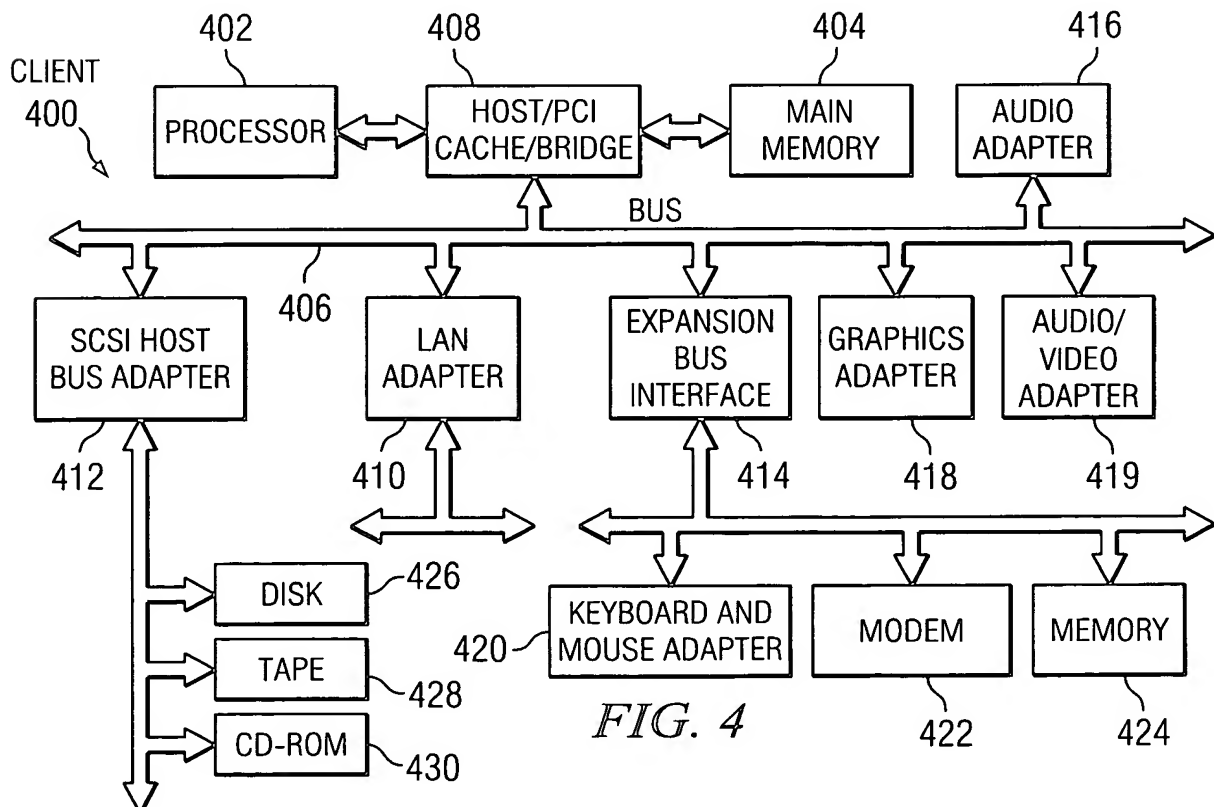 402
408
404
416
CLIENT
400
PROCESSOR
HOST/PCI
CACHE/BRIDGE
MAIN
MEMORY
AUDIO
ADAPTER
BUS
406
SCSI HOST
BUS ADAPTER
LAN
ADAPTER
EXPANSION
BUS
INTERFACE
GRAPHICS
ADAPTER
AUDIO/
VIDEO
ADAPTER
412
410
414
418
419
DISK
426
TAPE
428
CD-ROM
430
420
KEYBOARD AND
MOUSE ADAPTER
MODEM
MEMORY
422
424
FIG. 4